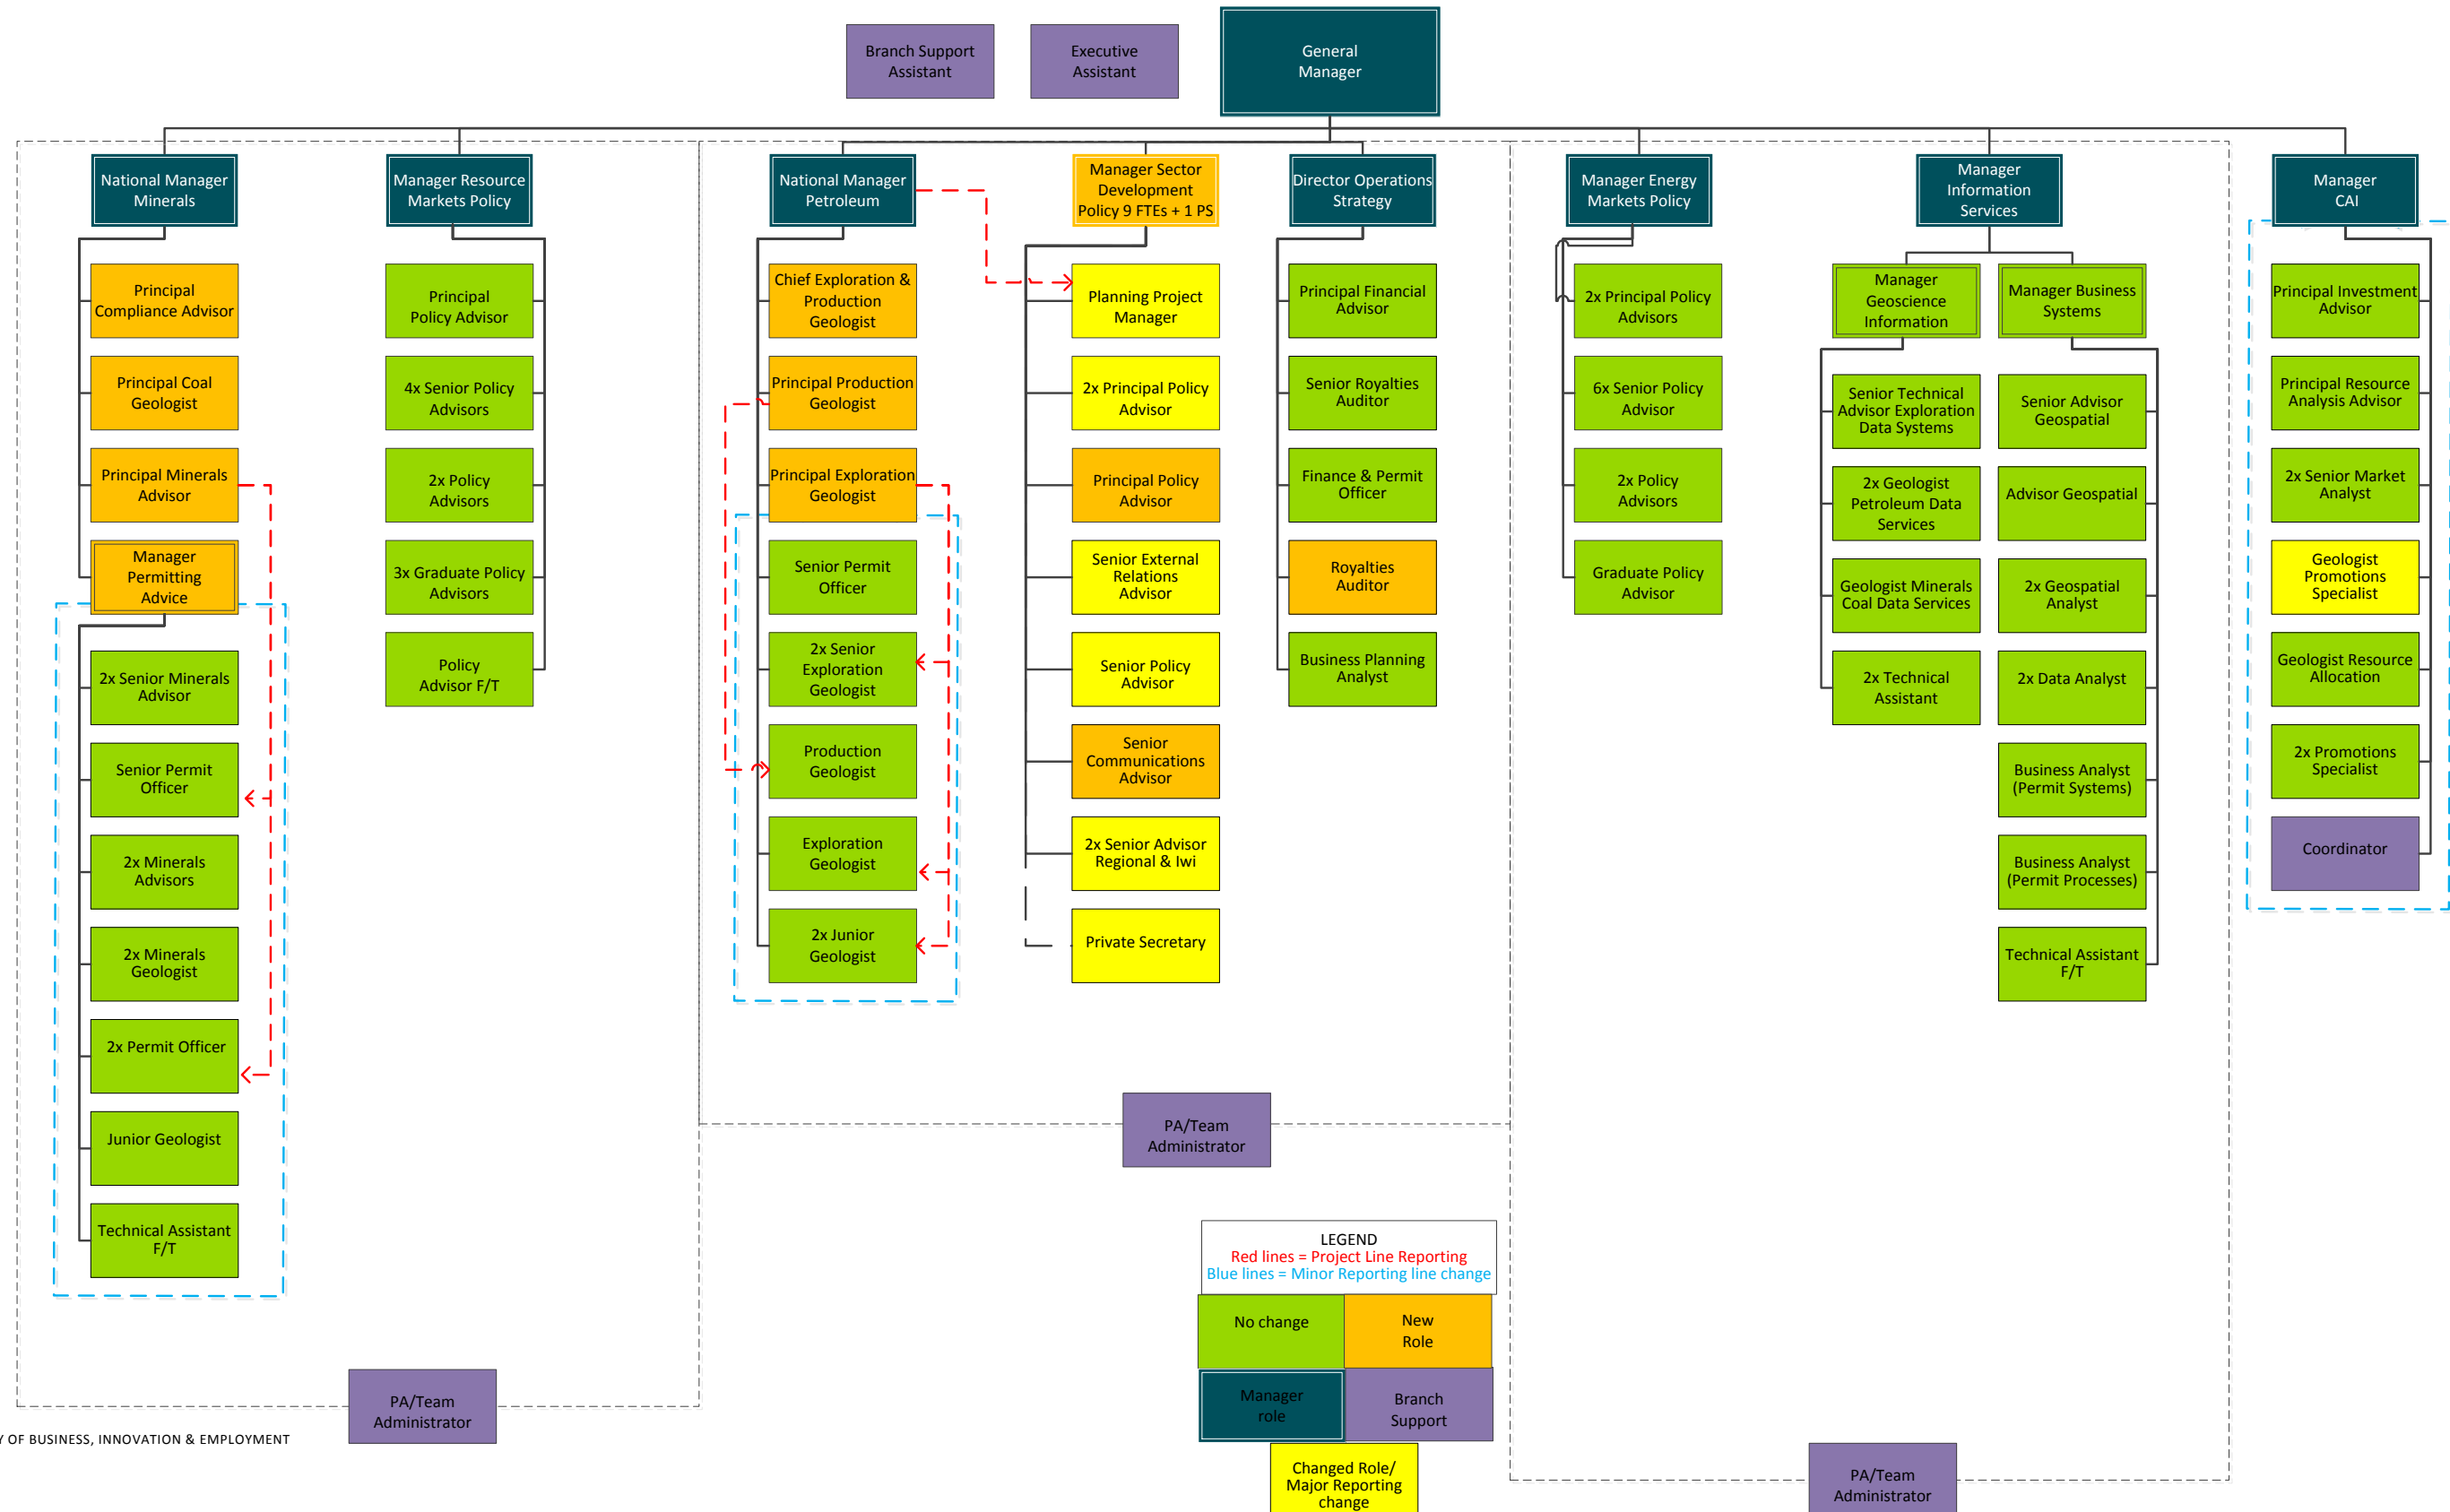 Branch Support
Assistant
Executive
Assistant
General
Manager
National Manager
Minerals
Manager Resource
Markets Policy
National Manager
Petroleum
Manager Sector
Development
Policy 9 FTEs + 1 PS
Director Operations
Strategy
Manager Energy
Markets Policy
Manager
Information
Services
Manager
CAI
Principal
Compliance Advisor
Principal Coal
Geologist
Principal Minerals
Advisor
Manager
Permitting
Advice
2x Senior Minerals
Advisor
Senior Permit
Officer
2x Minerals
Advisors
2x Minerals
Geologist
2x Permit Officer
Junior Geologist
Technical Assistant
F/T
Principal
Policy Advisor
4x Senior Policy
Advisors
2x Policy
Advisors
3x Graduate Policy
Advisors
Policy
Advisor F/T
Chief Exploration &
Production
Geologist
Principal Production
Geologist
Principal Exploration
Geologist
Senior Permit
Officer
2x Senior
Exploration
Geologist
Production
Geologist
Exploration
Geologist
2x Junior
Geologist
Planning Project
Manager
2x Principal Policy
Advisor
Principal Policy
Advisor
Senior External
Relations
Advisor
Senior Policy
Advisor
Senior
Communications
Advisor
2x Senior Advisor
Regional & Iwi
Private Secretary
Principal Financial
Advisor
Senior Royalties
Auditor
Finance & Permit
Officer
Royalties
Auditor
Business Planning
Analyst
2x Principal Policy
Advisors
6x Senior Policy
Advisor
2x Policy
Advisors
Graduate Policy
Advisor
Manager
Geoscience
Information
Senior Technical
Advisor Exploration
Data Systems
2x Geologist
Petroleum Data
Services
Geologist Minerals
Coal Data Services
2x Technical
Assistant
Manager Business
Systems
Senior Advisor
Geospatial
Advisor Geospatial
2x Geospatial
Analyst
2x Data Analyst
Business Analyst
(Permit Systems)
Business Analyst
(Permit Processes)
Technical Assistant
F/T
Principal Investment
Advisor
Principal Resource
Analysis Advisor
2x Senior Market
Analyst
Geologist
Promotions
Specialist
Geologist Resource
Allocation
2x Promotions
Specialist
Coordinator
PA/Team
Administrator
PA/Team
Administrator
PA/Team
Administrator
LEGEND
Red lines = Project Line Reporting
Blue lines = Minor Reporting line change
No change
New
Role
Manager
role
Branch
Support
Changed Role/
Major Reporting
change
Y OF BUSINESS, INNOVATION & EMPLOYMENT